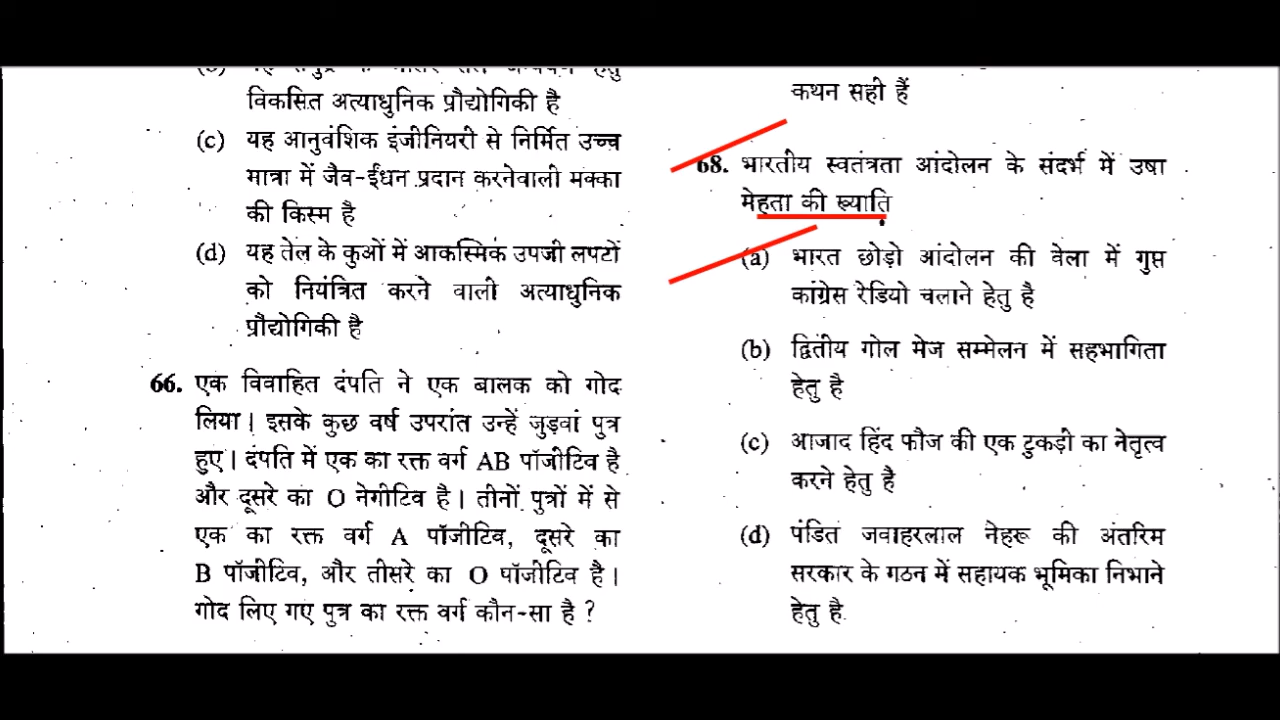 विकसित अत्याधुनिक प्रौद्योगिकी है
(c) यह आनुवंशिक इंजीनियरी से निर्मित उच्च
मात्रा में जैव-ईंधन प्रदान करनेवाली मक्का
की किस्म है
(d) यह तेल के कुओं में आकस्मिक उपजी लपटों
को नियंत्रित करने वाली अत्याधुनिक
प्रौद्योगिकी है
66. एक विवाहित दंपति ने एक बालक को गोद
लिया। इसके कुछ वर्ष उपरांत उन्हें जुड़वां पुत्र
हुए। दंपति में एक का रक्त वर्ग AB पॉजीटिव है
और दूसरे का O नेगीटिव है। तीनों पुत्रों में से
एक का रक्त वर्ग A पॉजीटिव, दूसरे का
B पॉजीटिव, और तीसरे का O पॉजीटिव है।
गोद लिए गए पुत्र का रक्त वर्ग कौन-सा है ?
कथन सही हैं
68. भारतीय स्वतंत्रता आंदोलन के संदर्भ में उषा
मेहता की ख्याति
(a) भारत छोड़ो आंदोलन की वेला में गुप्त
कांग्रेस रेडियो चलाने हेतु है
(b) द्वितीय गोल मेज सम्मेलन में सहभागिता
हेतु है
(c) आजाद हिंद फौज की एक टुकड़ी का नेतृत्व
करने हेतु है
(d) पंडित जवाहरलाल नेहरू की अंतरिम
सरकार के गठन में सहायक भूमिका निभाने
हेतु है